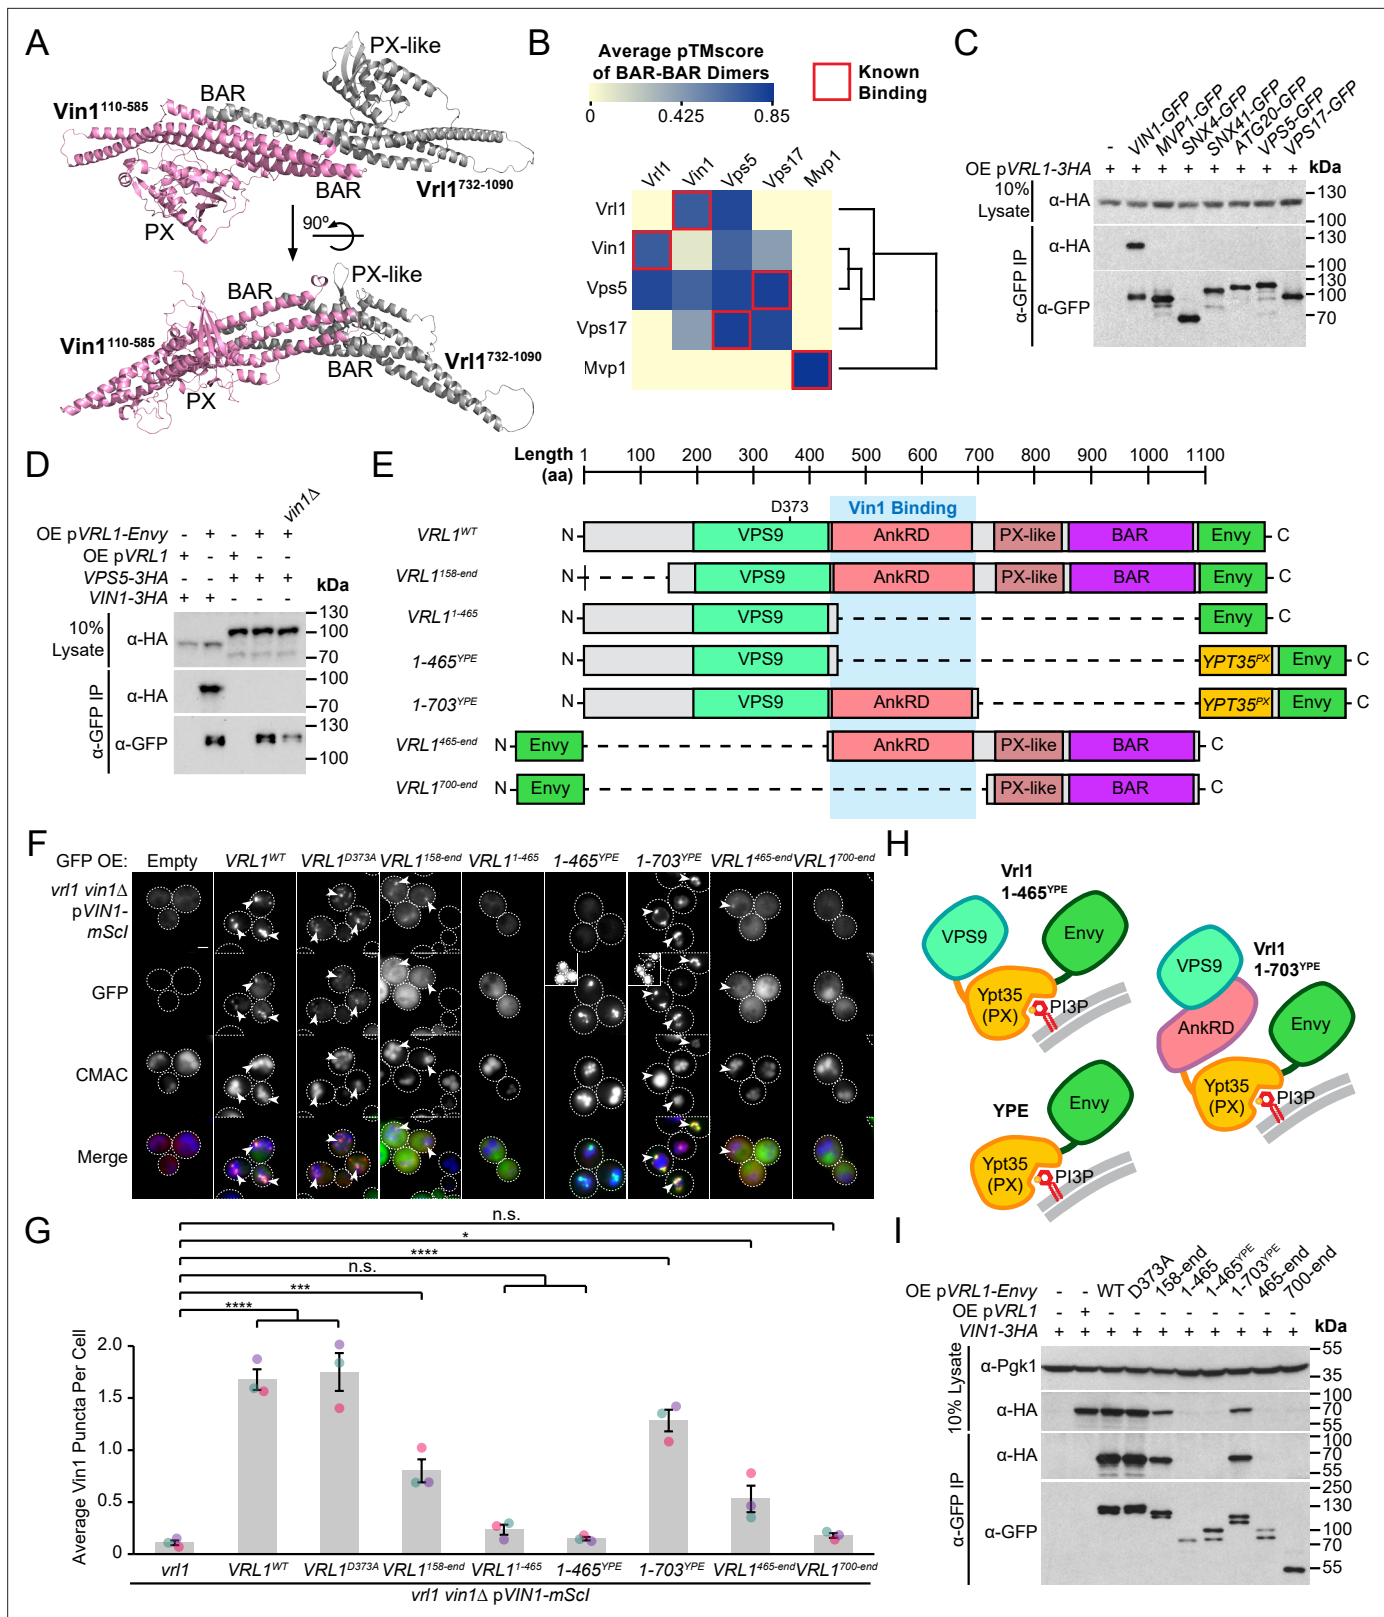 A
PX-like
BAR
Vin1110-585
BAR
Vrl1732-1090
PX
90º
PX-like
BAR
Vin1110-585
BAR
Vrl1732-1090
PX
B
Average pTMscore
of BAR-BAR Dimers
0 0.425 0.85
Known
Binding
Vrl1 Vin1 Vps5 Vps17 Mvp1
Vrl1
Vin1
Vps5
Vps17
Mvp1
C
- VIN1-GFP MVP1-GFP SNX4-GFP SNX41-GFP ATG20-GFP VPS5-GFP VPS17-GFP
OE pVRL1-3HA + + + + + + + + kDa
10% Lysate α-HA 130 100
α-GFP IP
α-HA 130 100
α-GFP 130 100 70
D
vin1Δ
OE pVRL1-Envy - + - + +
OE pVRL1 + - + - -
VPS5-3HA - - + + + kDa
VIN1-3HA + + - - -
10% Lysate α-HA 130 100 70
α-GFP IP
α-HA 100 70
α-GFP 130 100
E
Length (aa) 1 100 200 300 400 500 600 700 800 900 1000 1100
D373 Vin1 Binding
VRL1WT N VPS9 AnkRD PX-like BAR Envy C
VRL1158-end N VPS9 AnkRD PX-like BAR Envy C
VRL11-465 N VPS9 Envy C
1-465YPE N VPS9 YPT35PX Envy C
1-703YPE N VPS9 AnkRD YPT35PX Envy C
VRL1465-end N Envy AnkRD PX-like BAR C
VRL1700-end N Envy PX-like BAR C
F
GFP OE: Empty VRL1WT VRL1D373A VRL1158-end VRL11-465 1-465YPE 1-703YPE VRL1465-end VRL1700-end
vrl1 vin1Δ
pVIN1-
mScI
GFP
CMAC
Merge
G
n.s.
*
****
n.s.
***
****
Average Vin1 Puncta Per Cell
2.0
1.5
1.0
0.5
0
vrl1 VRL1WT VRL1D373A VRL1158-end VRL11-465 1-465YPE 1-703YPE VRL1465-end VRL1700-end
vrl1 vin1Δ pVIN1-mScI
H
Vrl1
1-465YPE
VPS9
Envy
Ypt35
(PX)
PI3P
YPE
Envy
Ypt35
(PX)
PI3P
Vrl1
1-703YPE
VPS9
AnkRD
Envy
Ypt35
(PX)
PI3P
I
OE pVRL1-Envy - - WT D373A 158-end 1-465 1-465YPE 1-703YPE 465-end 700-end
OE pVRL1 - + - - - - - - - -
VIN1-3HA + + + + + + + + + + kDa
10% Lysate
α-Pgk1 55 35
α-HA 100 70 55
α-GFP IP
α-HA 100 70 55
α-GFP 250 130 100 70 55